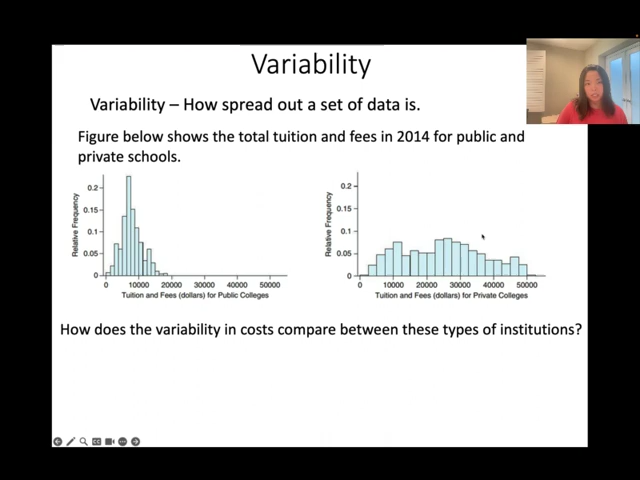 Variability
Variability – How spread out a set of data is.
Figure below shows the total tuition and fees in 2014 for public and
private schools.
Relative Frequency
0.2
0.15
0.1
0.05
0
0 10000 20000 30000 40000 50000
Tuition and Fees (dollars) for Public Colleges
Relative Frequency
0.2
0.15
0.1
0.05
0
0 10000 20000 30000 40000 50000
Tuition and Fees (dollars) for Private Colleges
How does the variability in costs compare between these types of institutions?